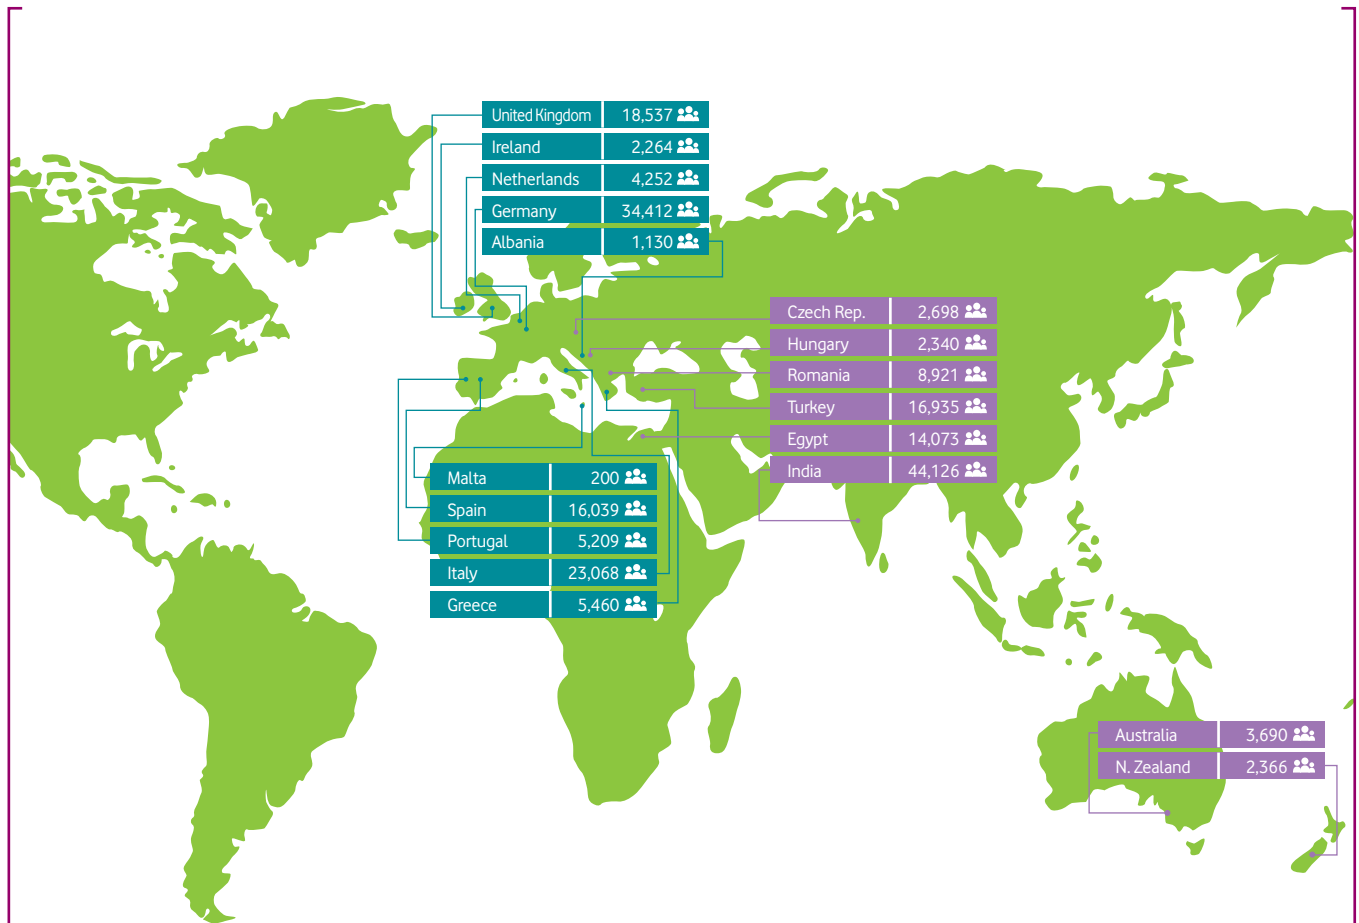 United Kingdom 18,537
Ireland 2,264
Netherlands 4,252
Germany 34,412
Albania 1,130
Czech Rep. 2,698
Hungary 2,340
Romania 8,921
Turkey 16,935
Egypt 14,073
India 44,126
Malta 200
Spain 16,039
Portugal 5,209
Italy 23,068
Greece 5,460
Australia 3,690
N. Zealand 2,366